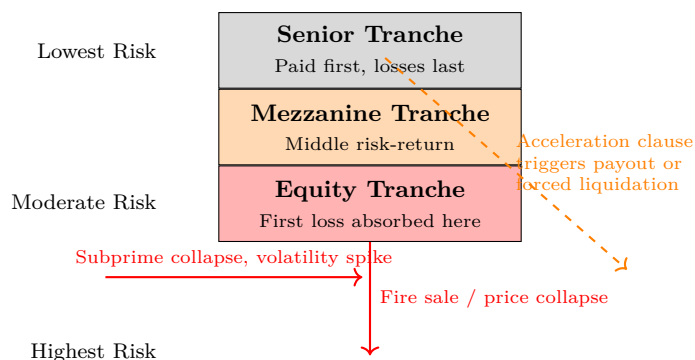 Senior Tranche
Lowest Risk
Paid first, losses last
Mezzanine Tranche
Middle risk-return
Acceleration clause
triggers payout or
forced liquidation
Equity Tranche
Moderate Risk
First loss absorbed here
Subprime collapse, volatility spike
Fire sale / price collapse
Highest Risk